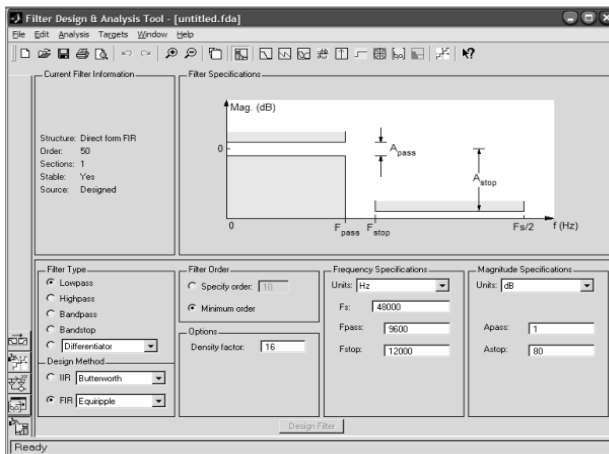 Filter Design & Analysis Tool - [untitled.fda]
File Edit Analysis Targets Window Help
Current Filter Information
Structure: Direct form FIR
Order: 50
Sections: 1
Stable: Yes
Source: Designed
Filter Specifications
Mag. (dB)
0
A pass
A stop
0
F pass
F stop
Fs/2
f (Hz)
Filter Type
Lowpass
Highpass
Bandpass
Bandstop
Differentiator
Design Method
IIR Butterworth
FIR Equiripple
Filter Order
Specify order: 10
Minimum order
Options
Density factor: 16
Frequency Specifications
Units: Hz
Fs: 48000
Fpass: 9600
Fstop: 12000
Magnitude Specifications
Units: dB
Apass: 1
Astop: 80
Design Filter
Ready